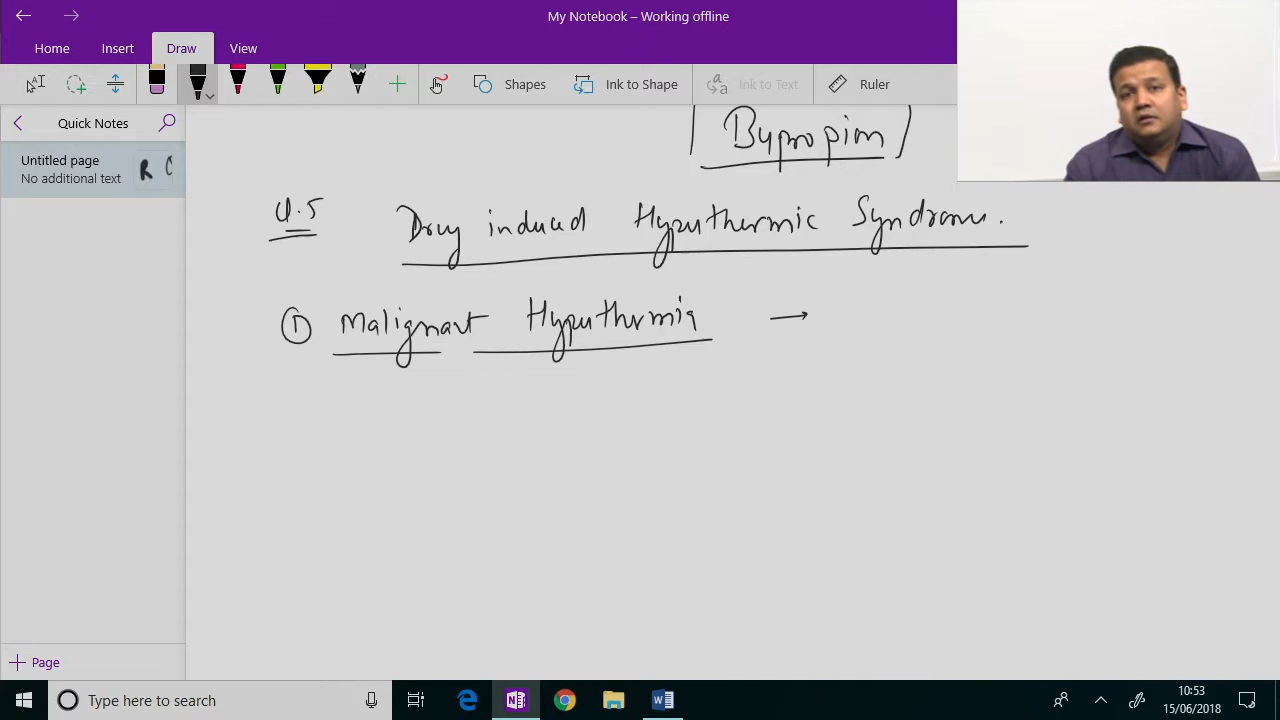 My Notebook – Working offline
Home Insert Draw View
Shapes Ink to Shape Ink to Text Ruler
Quick Notes
Untitled page
No additional text
R C
Bupropion
Q.5 Drug induced Hyperthermic Syndrome.
① Malignant Hyperthermia →
+ Page
Type here to search
10:53
15/06/2018